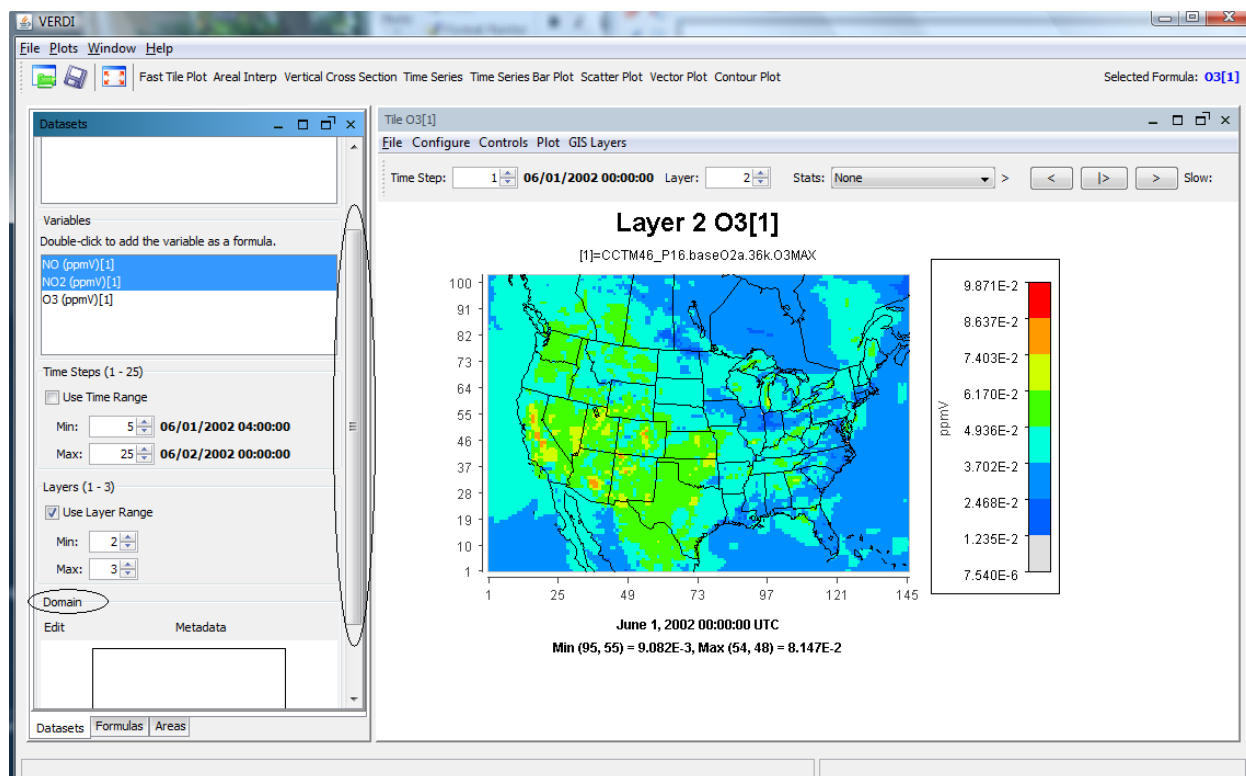 VERDI
File Plots Window Help
Fast Tile Plot Areal Interp Vertical Cross Section Time Series Time Series Bar Plot Scatter Plot Vector Plot Contour Plot
Selected Formula: O3[1]
Datasets
Variables
Double-click to add the variable as a formula.
NO (ppmV)[1]
NO2 (ppmV)[1]
O3 (ppmV)[1]
Time Steps (1 - 25)
Use Time Range
Min: 5 06/01/2002 04:00:00
Max: 25 06/02/2002 00:00:00
Layers (1 - 3)
Use Layer Range
Min: 2
Max: 3
Domain
Edit Metadata
Datasets Formulas Areas
Tile O3[1]
File Configure Controls Plot GIS Layers
Time Step: 1 06/01/2002 00:00:00 Layer: 2 Stats: None > < |> > Slow:
Layer 2 O3[1]
[1]=CCTM46_P16.baseO2a.36k.O3MAX
100
91
82
73
64
55
46
37
28
19
10
1
1 25 49 73 97 121 145
ppmV
9.871E-2
8.637E-2
7.403E-2
6.170E-2
4.936E-2
3.702E-2
2.468E-2
1.235E-2
7.540E-6
June 1, 2002 00:00:00 UTC
Min (95, 55) = 9.082E-3, Max (54, 48) = 8.147E-2